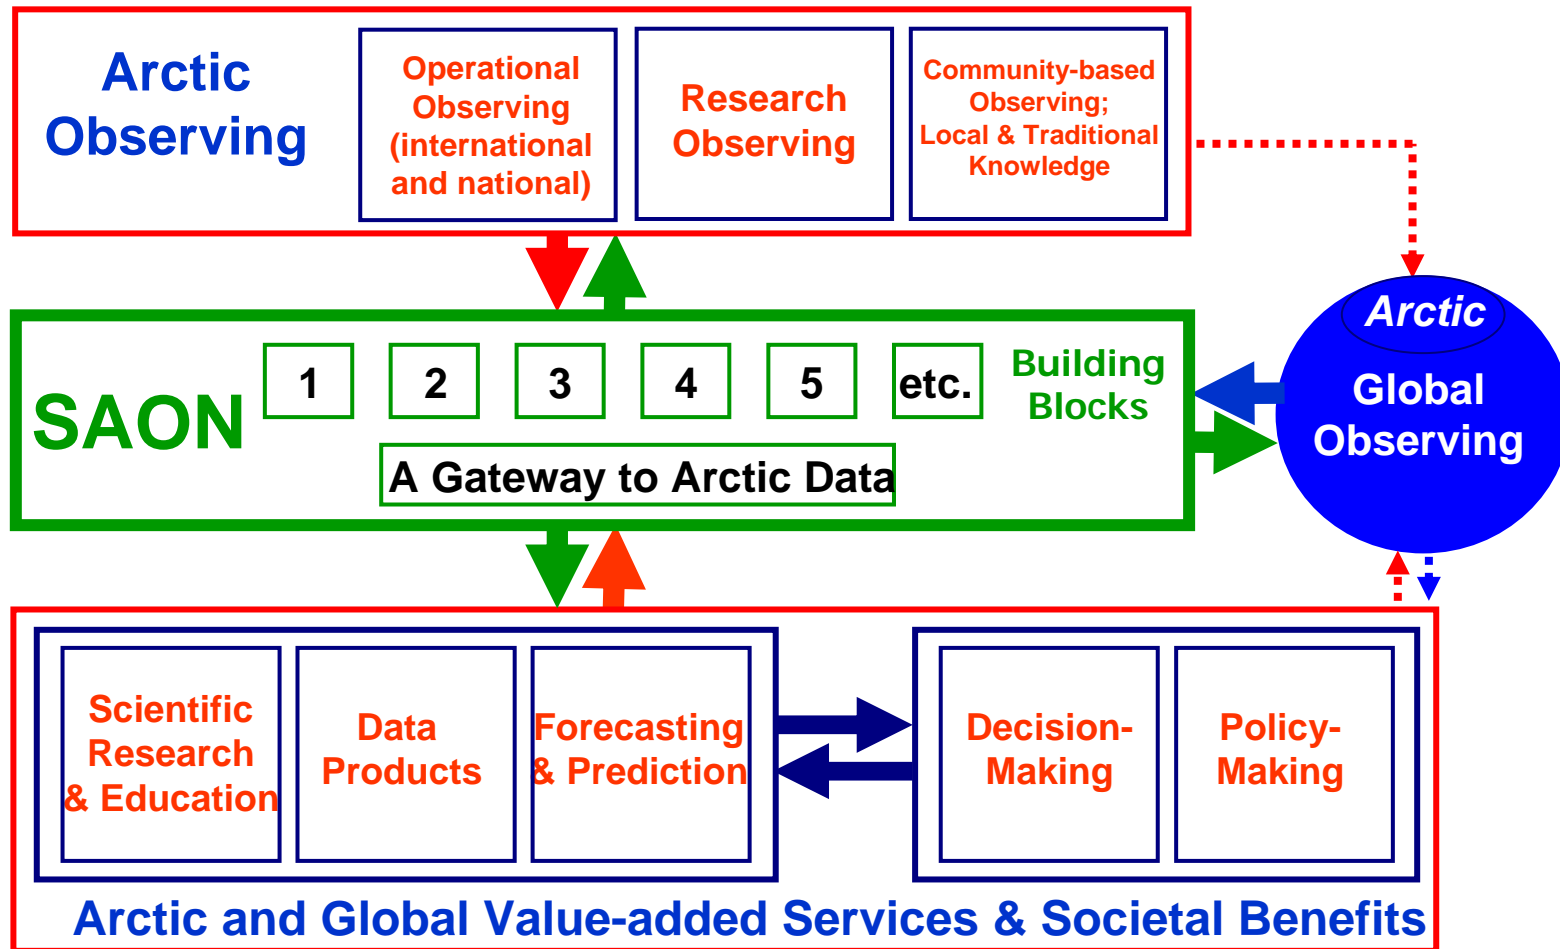 Arctic
Observing
Operational
Observing
(international
and national)
Research
Observing
Community-based
Observing;
Local & Traditional
Knowledge
SAON
1
2
3
4
5
etc.
Building
Blocks
A Gateway to Arctic Data
Arctic
Global
Observing
Scientific
Research
& Education
Data
Products
Forecasting
& Prediction
Decision-
Making
Policy-
Making
Arctic and Global Value-added Services & Societal Benefits